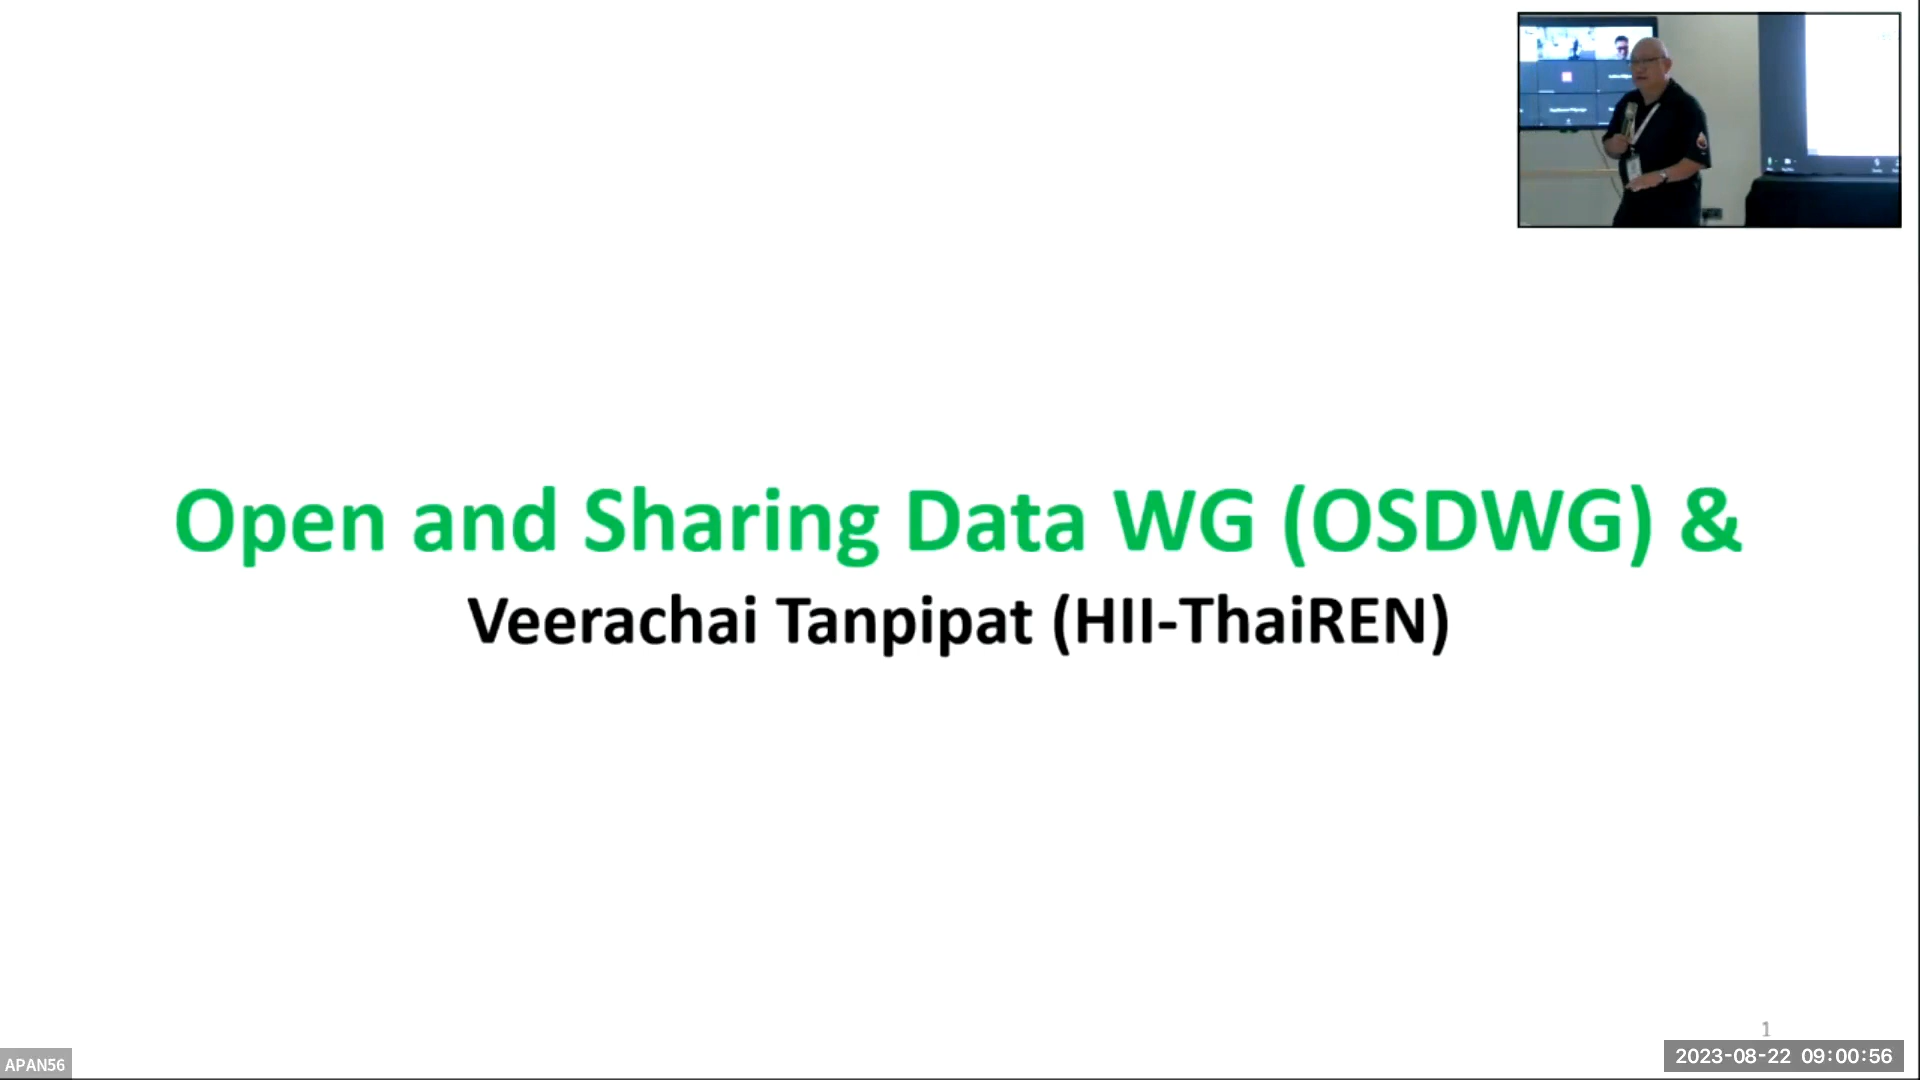 Open and Sharing Data WG (OSDWG) &
Veerachai Tanpipat (HII-ThaiREN)
1
APAN56
2023-08-22 09:00:56